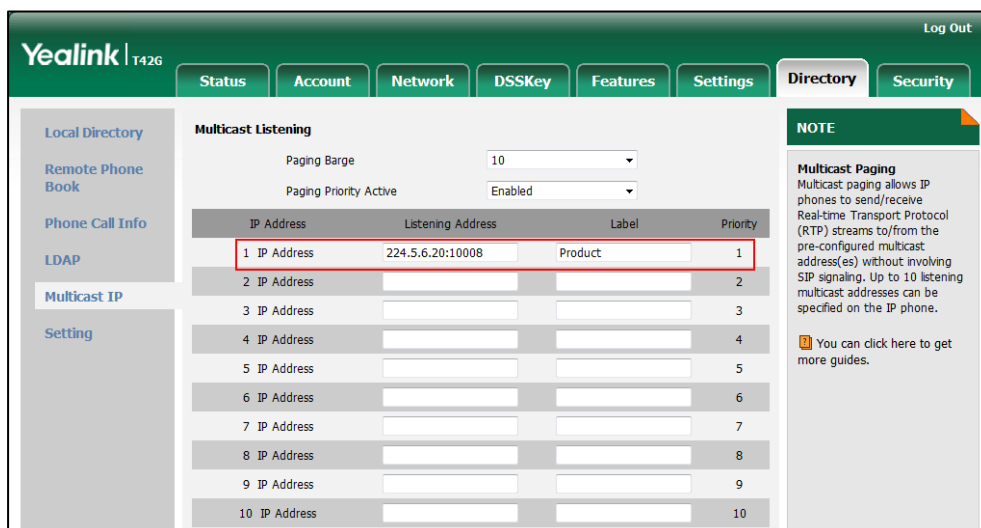 Log Out
Yealink | T42G
Status Account Network DSSKey Features Settings Directory Security
Local Directory
Remote Phone
Book
Phone Call Info
LDAP
Multicast IP
Setting
Multicast Listening
Paging Barge 10
Paging Priority Active Enabled
IP Address Listening Address Label Priority
1 IP Address 224.5.6.20:10008 Product 1
2 IP Address 2
3 IP Address 3
4 IP Address 4
5 IP Address 5
6 IP Address 6
7 IP Address 7
8 IP Address 8
9 IP Address 9
10 IP Address 10
NOTE
Multicast Paging
Multicast paging allows IP
phones to send/receive
Real-time Transport Protocol
(RTP) streams to/from the
pre-configured multicast
address(es) without involving
SIP signaling. Up to 10 listening
multicast addresses can be
specified on the IP phone.
? You can click here to get
more guides.